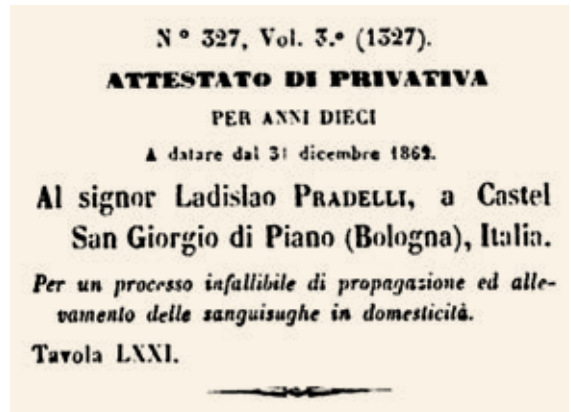 N° 327, Vol. 3.° (1327).
ATTESTATO DI PRIVATIVA
PER ANNI DIECI
A datare dal 31 dicembre 1862.
Al signor Ladislao PRADELLI, a Castel
San Giorgio di Piano (Bologna), Italia.
Per un processo infallibile di propagazione ed alle-
vamento delle sanguisughe in domesticità.
Tavola LXXI.